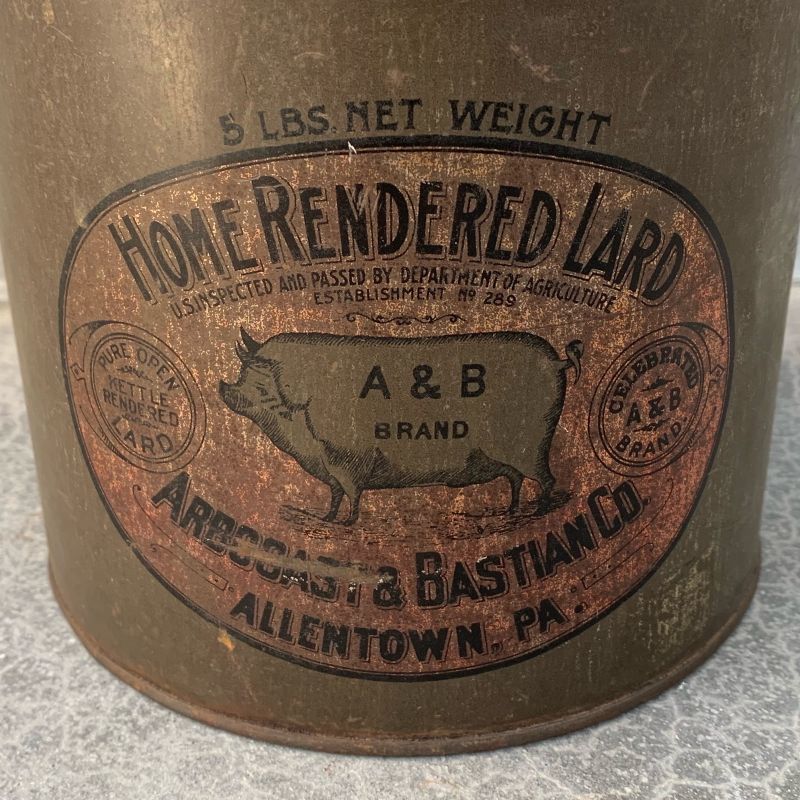 5 LBS. NET WEIGHT
HOME RENDERED LARD
U.S. INSPECTED AND PASSED BY DEPARTMENT OF AGRICULTURE
ESTABLISHMENT No 289
PURE OPEN
KETTLE
RENDERED
LARD
A & B
BRAND
CELEBRATED
A & B
BRAND
ARBOGAST & BASTIAN CO.
ALLENTOWN, PA.